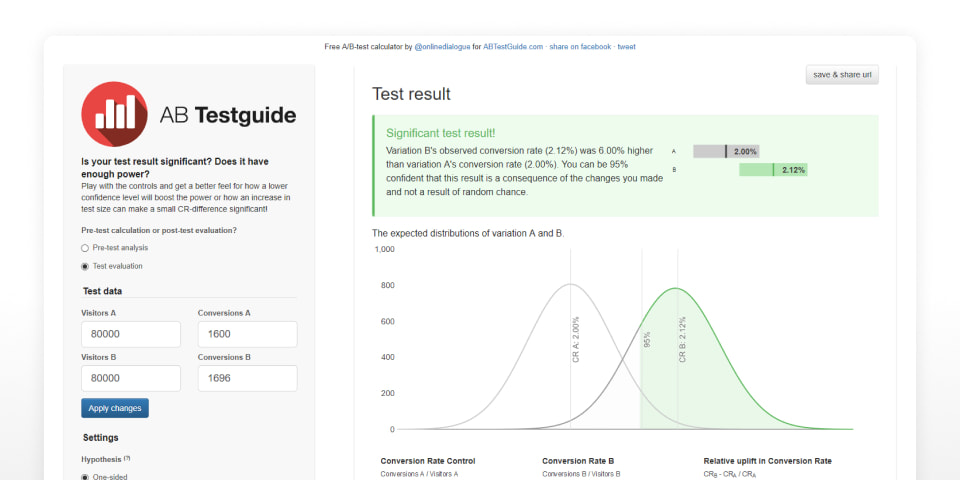 Free A/B-test calculator by @onlinedialogue for ABTestGuide.com · share on facebook · tweet
AB Testguide
Is your test result significant? Does it have
enough power?
Play with the controls and get a better feel for how a lower
confidence level will boost the power or how an increase in
test size can make a small CR-difference significant!
Pre-test calculation or post-test evaluation?
Pre-test analysis
Test evaluation
Test data
Visitors A Conversions A
80000 1600
Visitors B Conversions B
80000 1696
Apply changes
Settings
Hypothesis (?)
One-sided
save & share url
Test result
Significant test result!
Variation B's observed conversion rate (2.12%) was 6.00% higher
than variation A's conversion rate (2.00%). You can be 95%
confident that this result is a consequence of the changes you made
and not a result of random chance.
A 2.00%
B 2.12%
The expected distributions of variation A and B.
1,000
800
600
400
200
0
CR A: 2.00%
95%
CR B: 2.12%
Conversion Rate Control Conversion Rate B Relative uplift in Conversion Rate
Conversions A / Visitors A Conversions B / Visitors B CRB - CRA / CRA